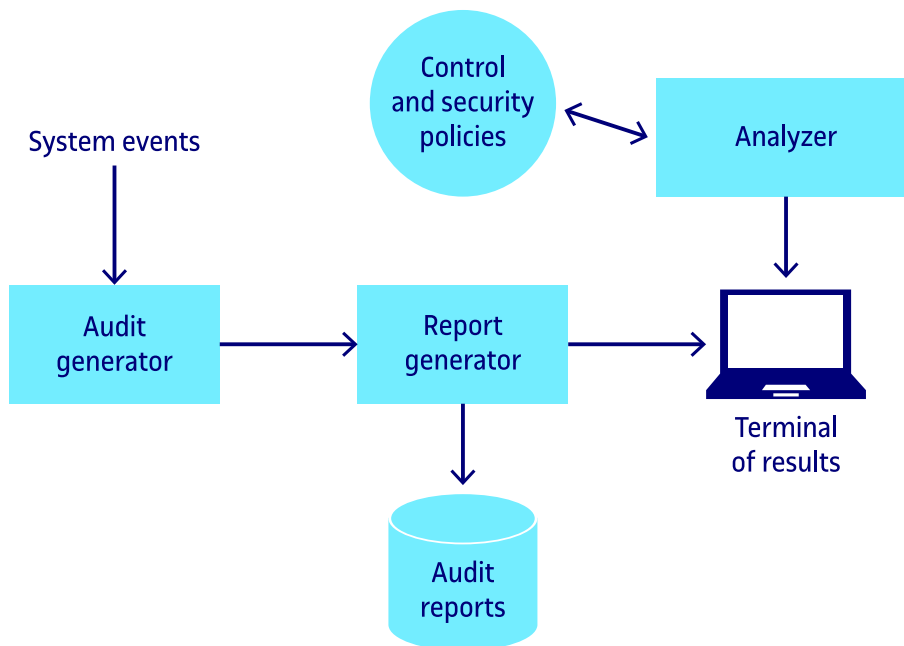 Control
and security
policies
Analyzer
System events
Audit
generator
Report
generator
Terminal
of results
Audit
reports